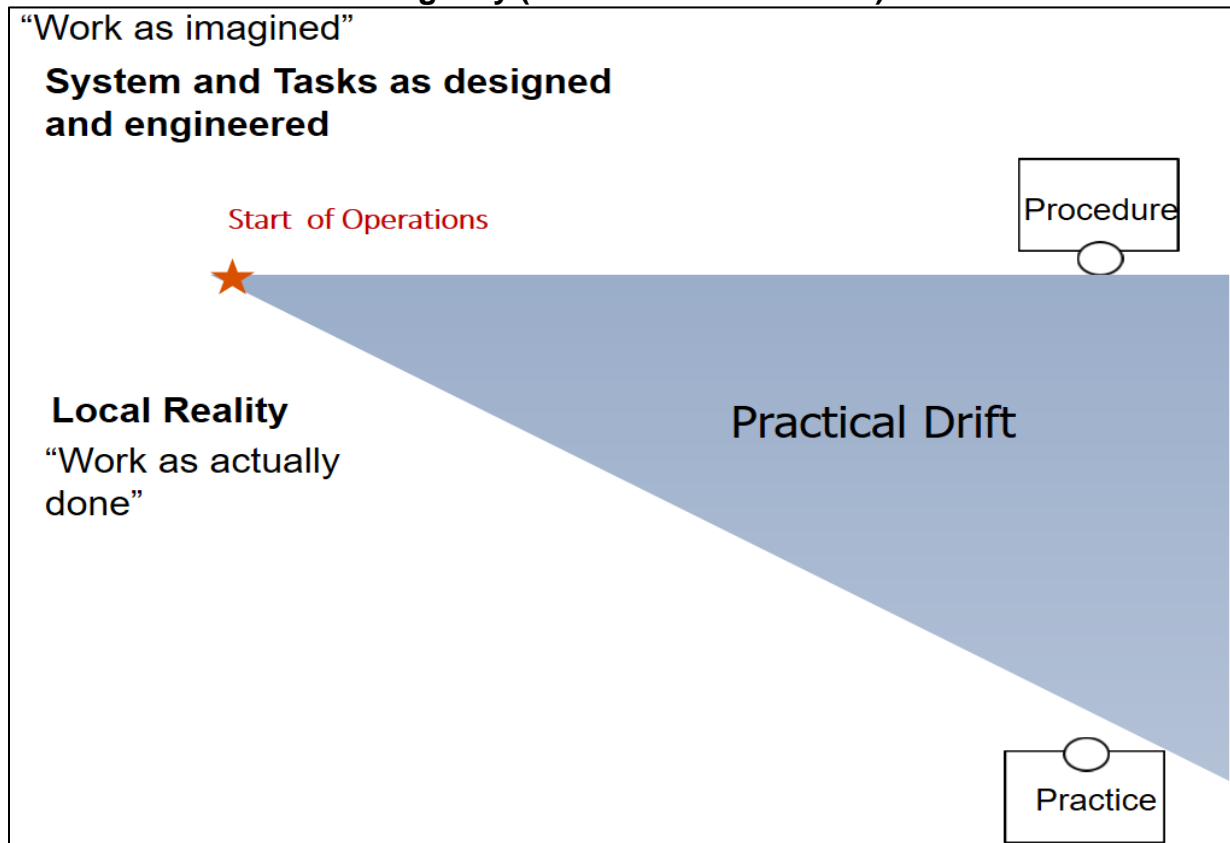 “Work as imagined”
System and Tasks as designed
and engineered
Start of Operations
Procedure
Practical Drift
Local Reality
“Work as actually
done”
Practice